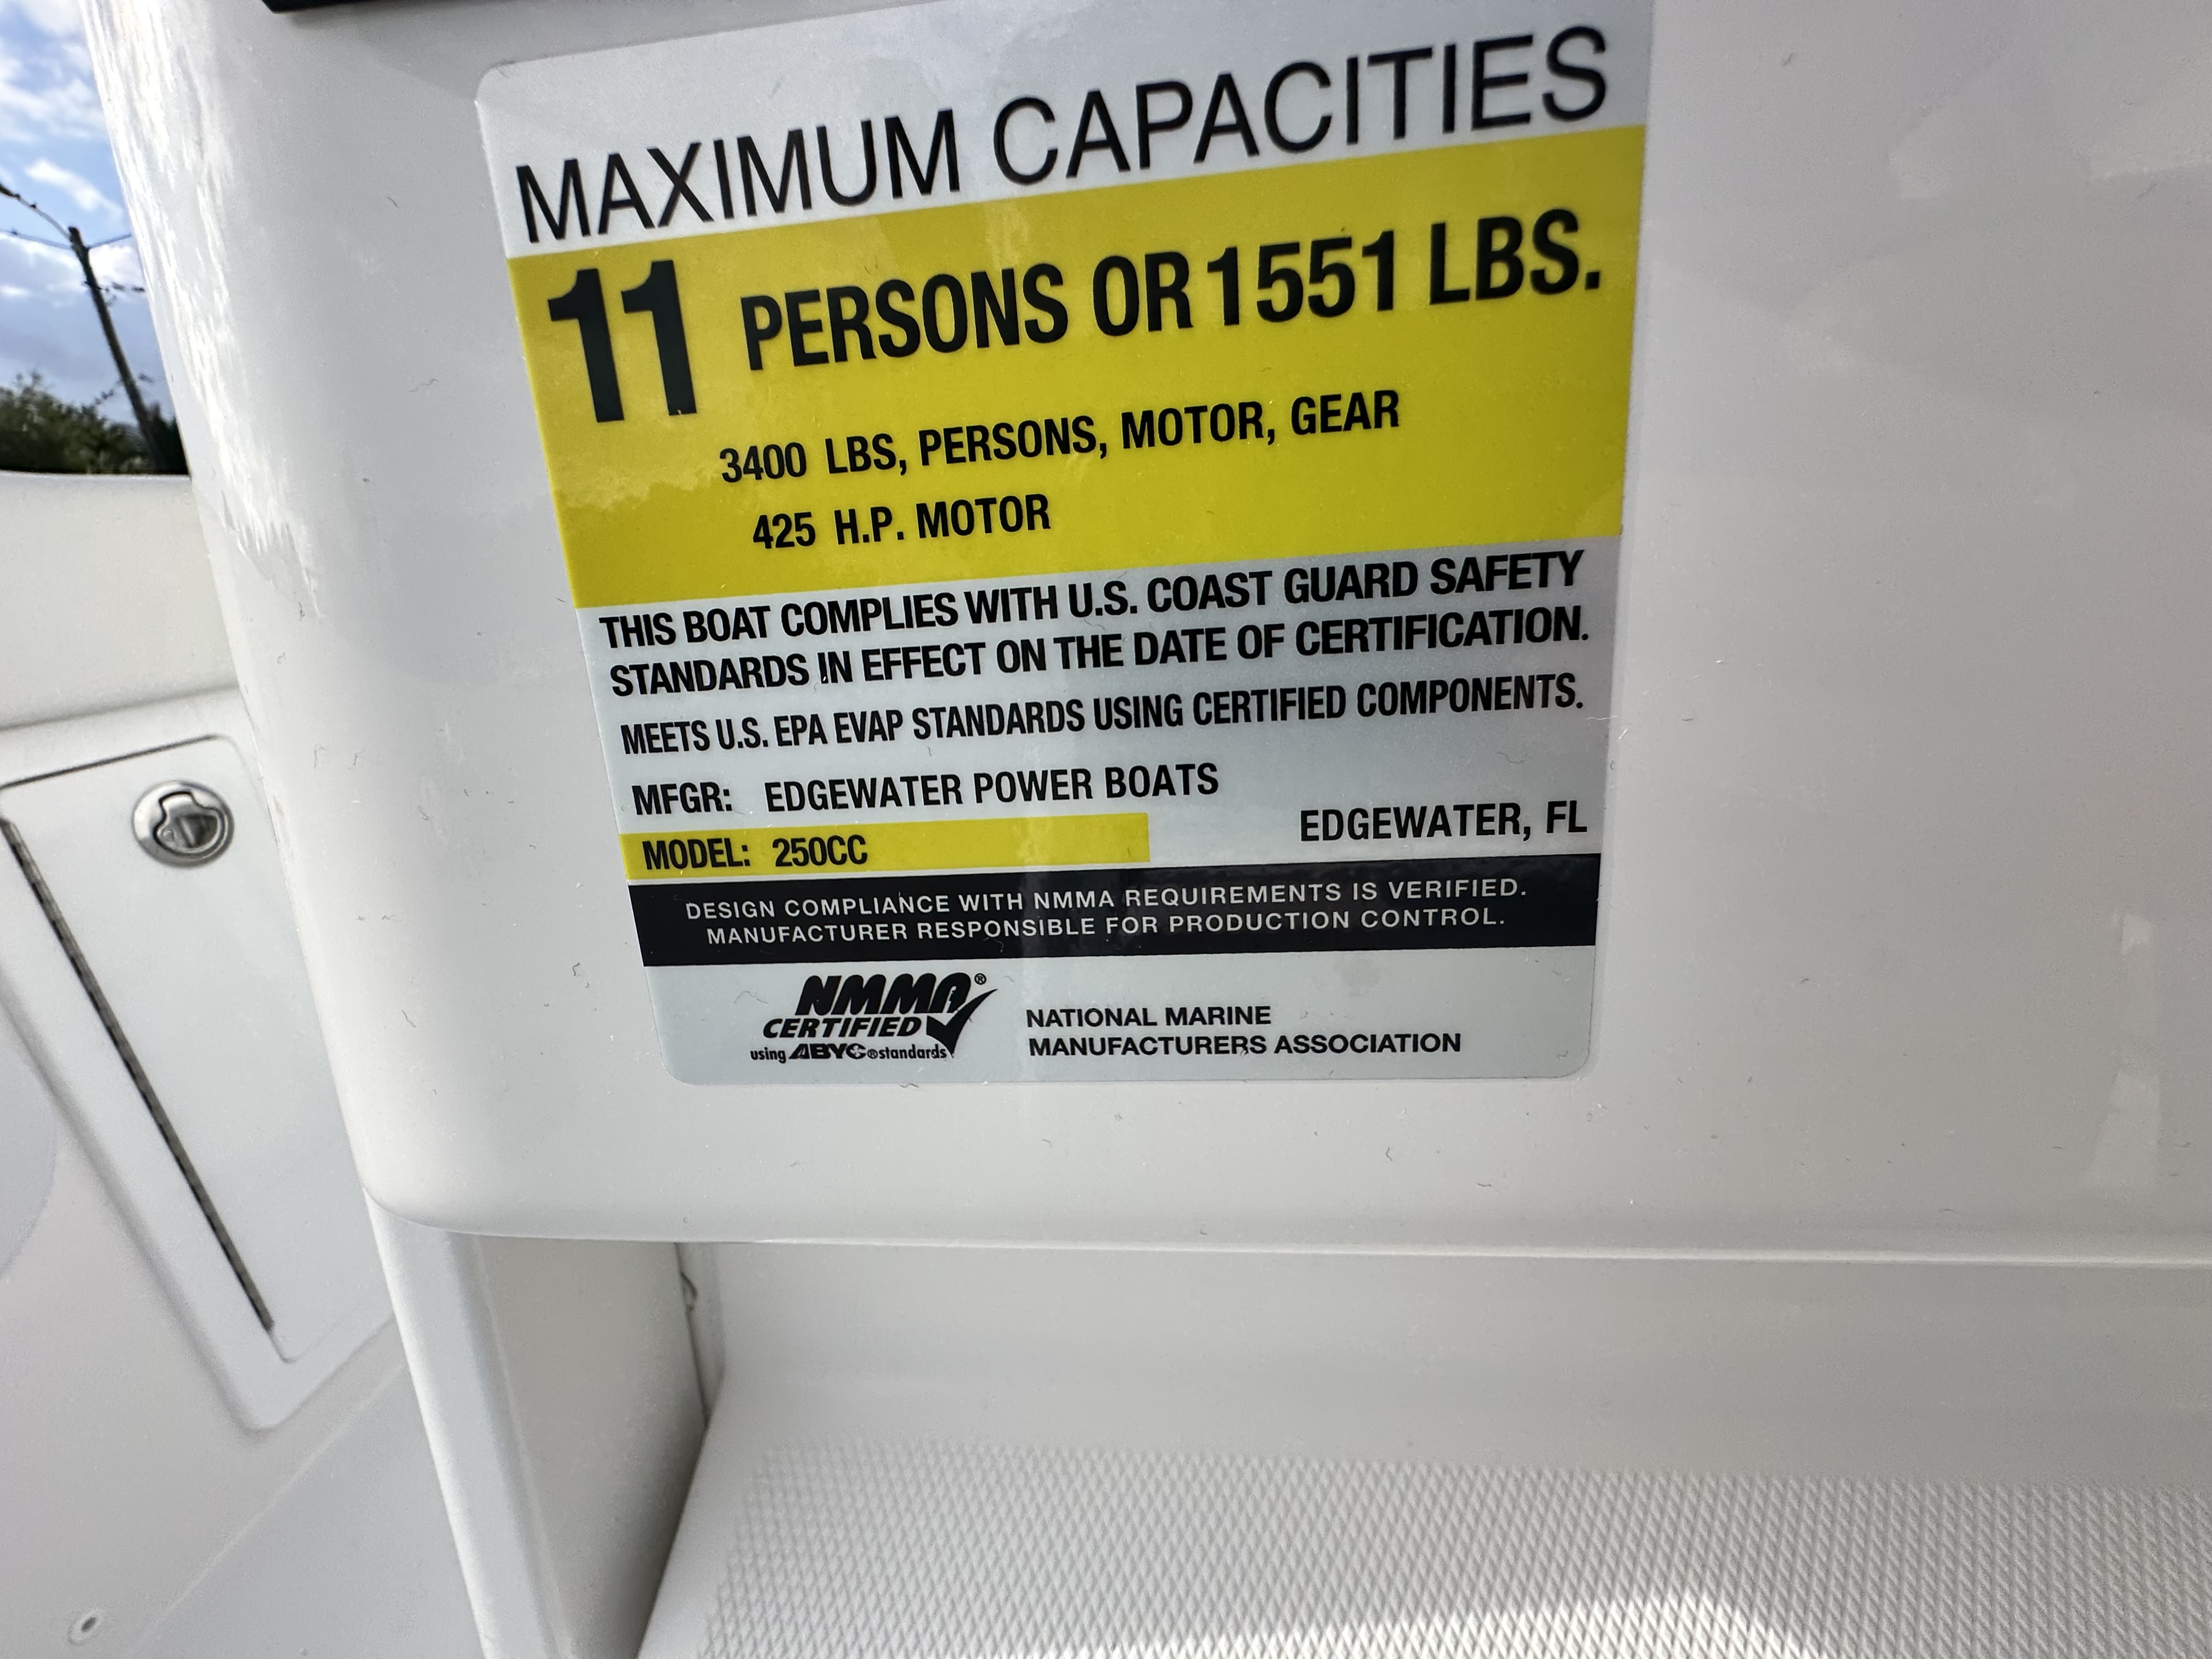 MAXIMUM CAPACITIES
11 PERSONS OR 1551 LBS.
3400 LBS, PERSONS, MOTOR, GEAR
425 H.P. MOTOR
THIS BOAT COMPLIES WITH U.S. COAST GUARD SAFETY
STANDARDS IN EFFECT ON THE DATE OF CERTIFICATION.
MEETS U.S. EPA EVAP STANDARDS USING CERTIFIED COMPONENTS.
MFGR: EDGEWATER POWER BOATS
EDGEWATER, FL
MODEL: 250CC
DESIGN COMPLIANCE WITH NMMA REQUIREMENTS IS VERIFIED.
MANUFACTURER RESPONSIBLE FOR PRODUCTION CONTROL.
NMMA®
CERTIFIED
using ABYC® standards
NATIONAL MARINE
MANUFACTURERS ASSOCIATION